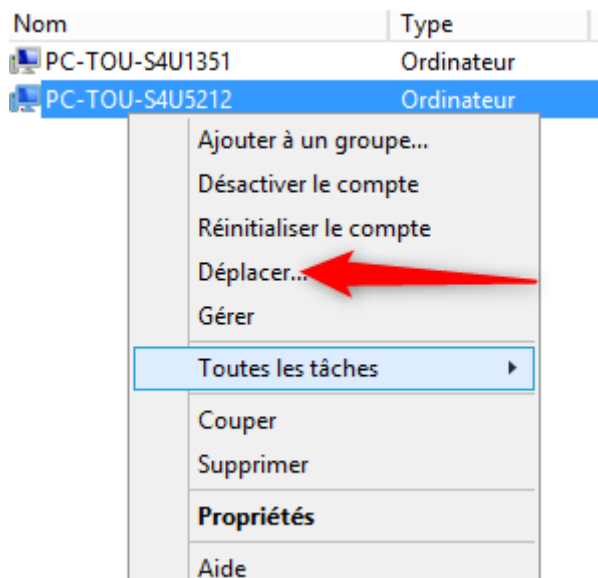 Nom Type
PC-TOU-S4U1351 Ordinateur
PC-TOU-S4U5212 Ordinateur
Ajouter à un groupe...
Désactiver le compte
Réinitialiser le compte
Déplacer...
Gérer
Toutes les tâches
Couper
Supprimer
Propriétés
Aide